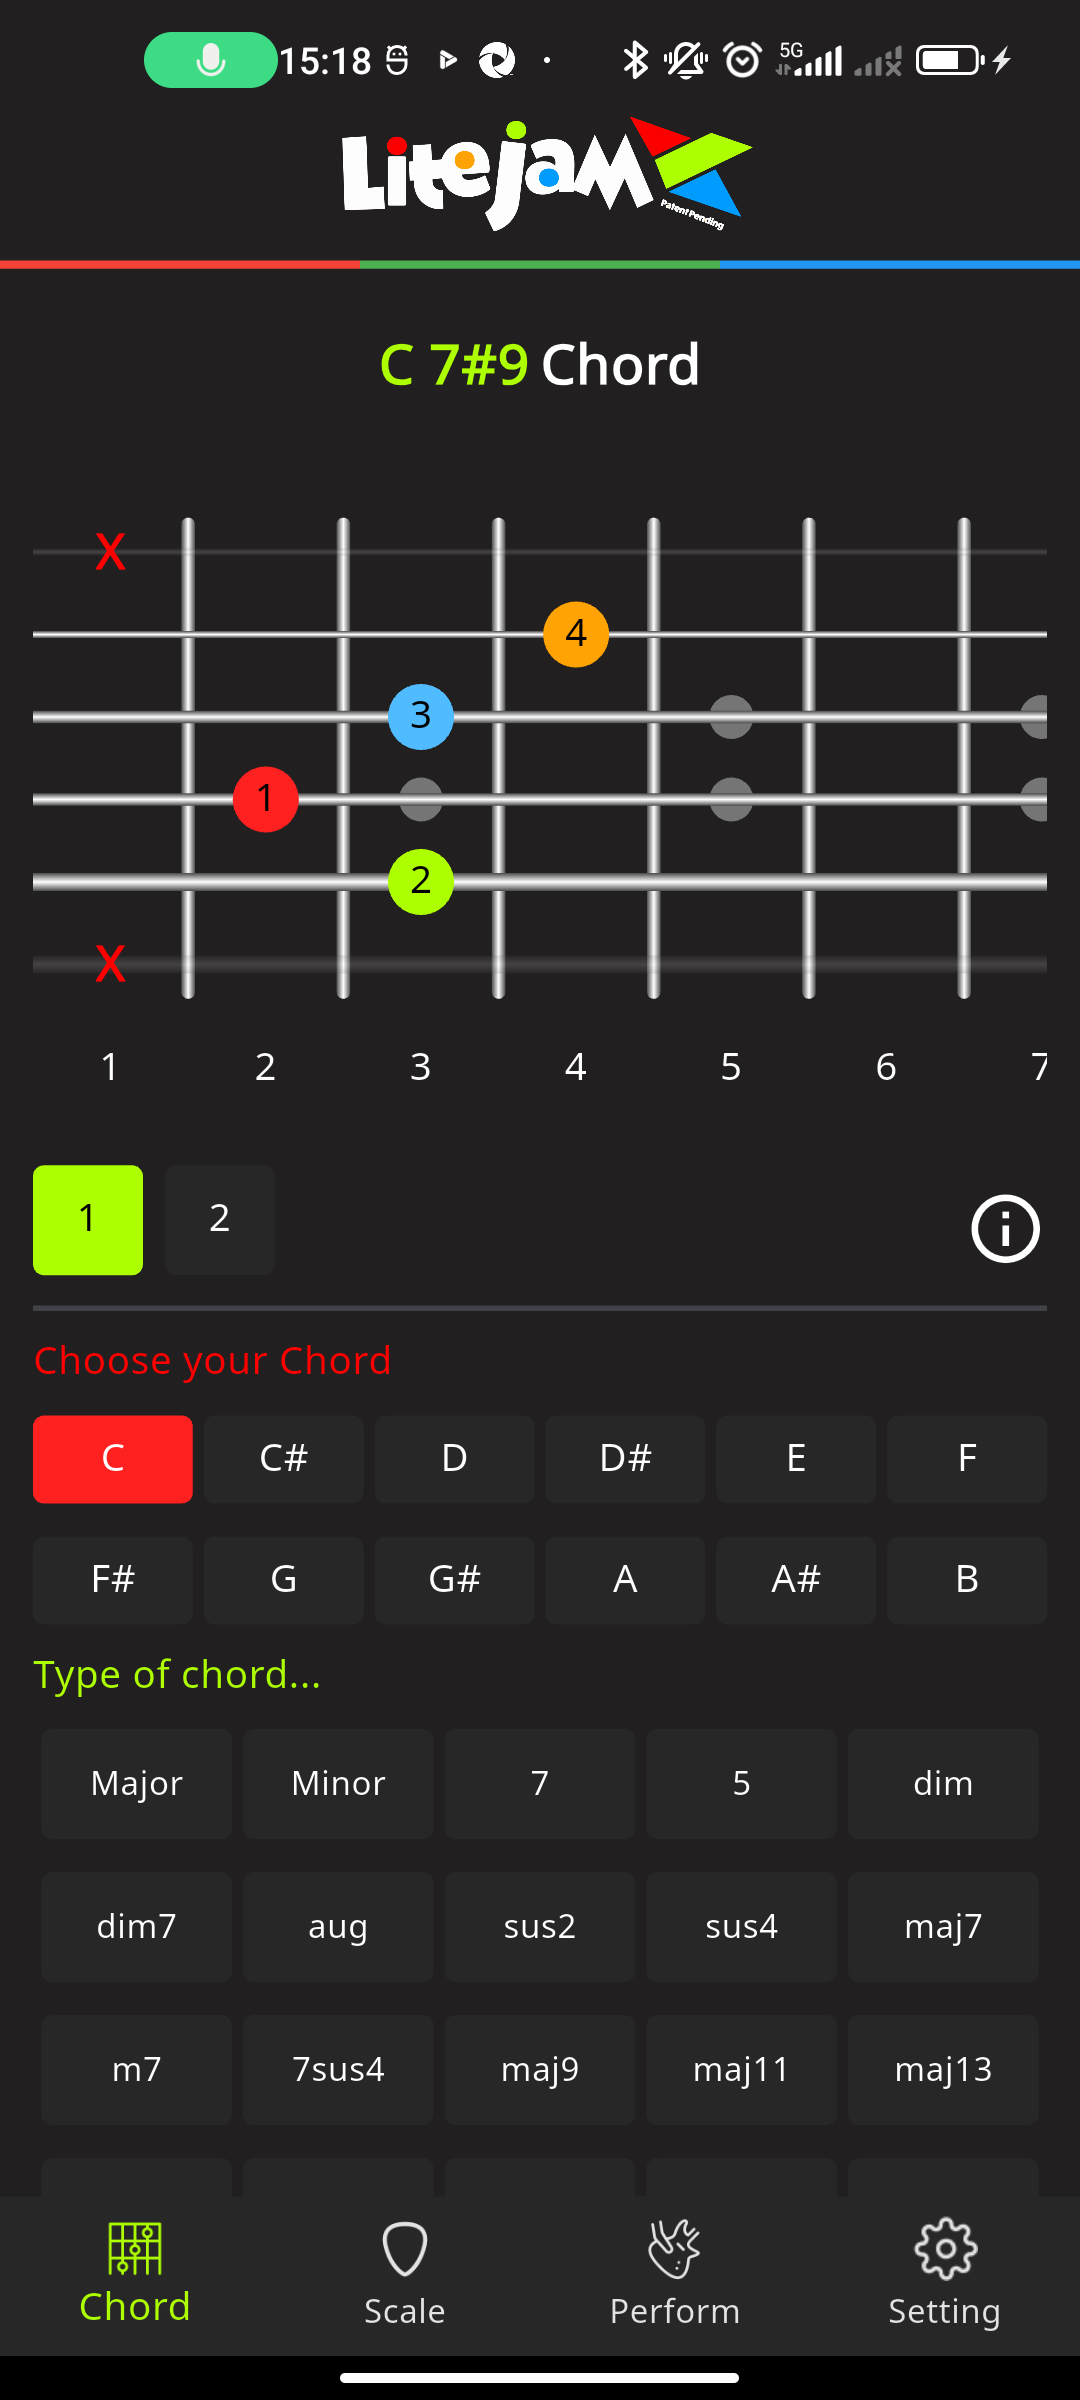 15:18 5G
Litejam
Patent Pending
C 7#9 Chord
X
4
3
1
2
X
1 2 3 4 5 6 7
1 2
Choose your Chord
C C# D D# E F
F# G G# A A# B
Type of chord...
Major Minor 7 5 dim
dim7 aug sus2 sus4 maj7
m7 7sus4 maj9 maj11 maj13
Chord Scale Perform Setting